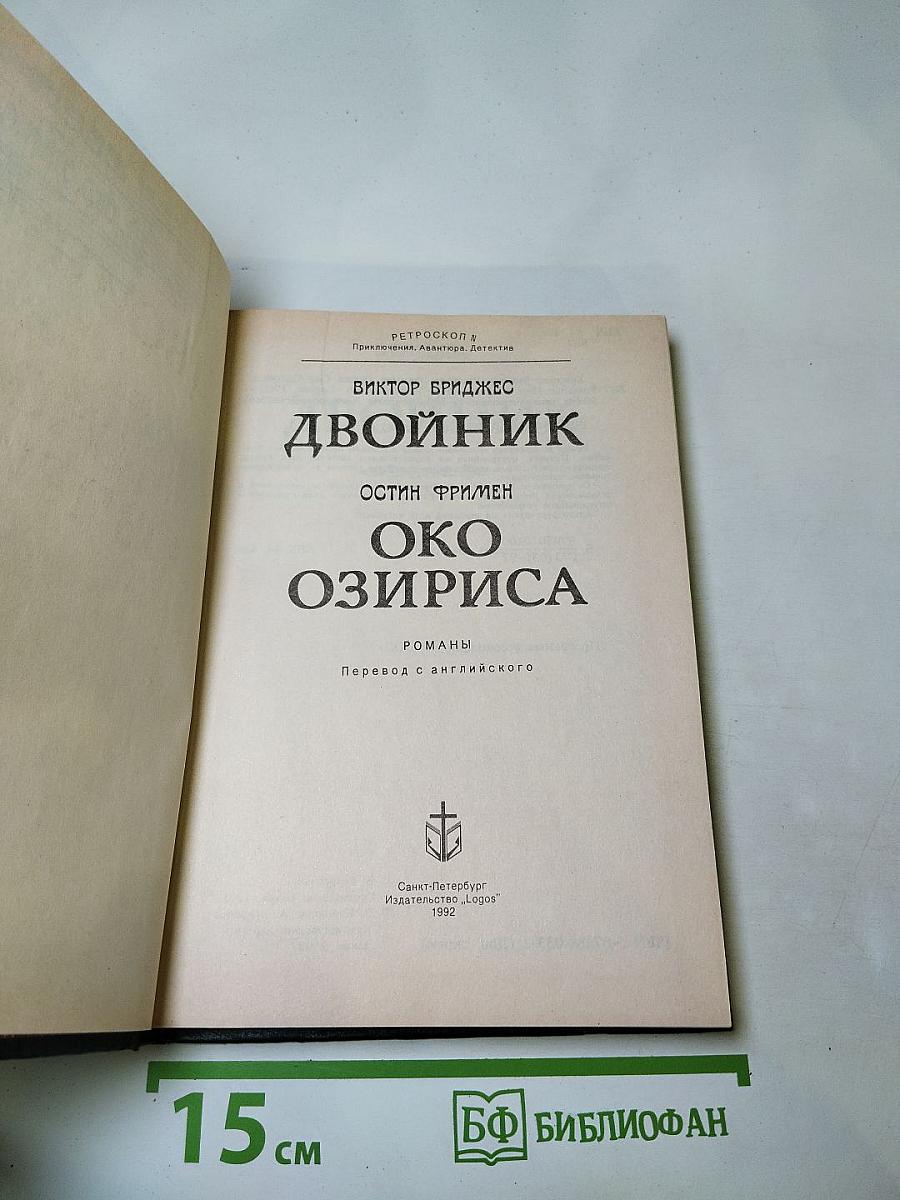 РЕТРОСКОП
Приключения. Авантюра. Детектив
ВИКТОР БРИДЖЕС
ДВОЙНИК
ОСТИН ФРИМЕН
ОКО
ОЗИРИСА
РОМАНЫ
Перевод с английского
Санкт-Петербург
Издательство „Logos"
1992
15 см
БФ БИБЛИОФАН